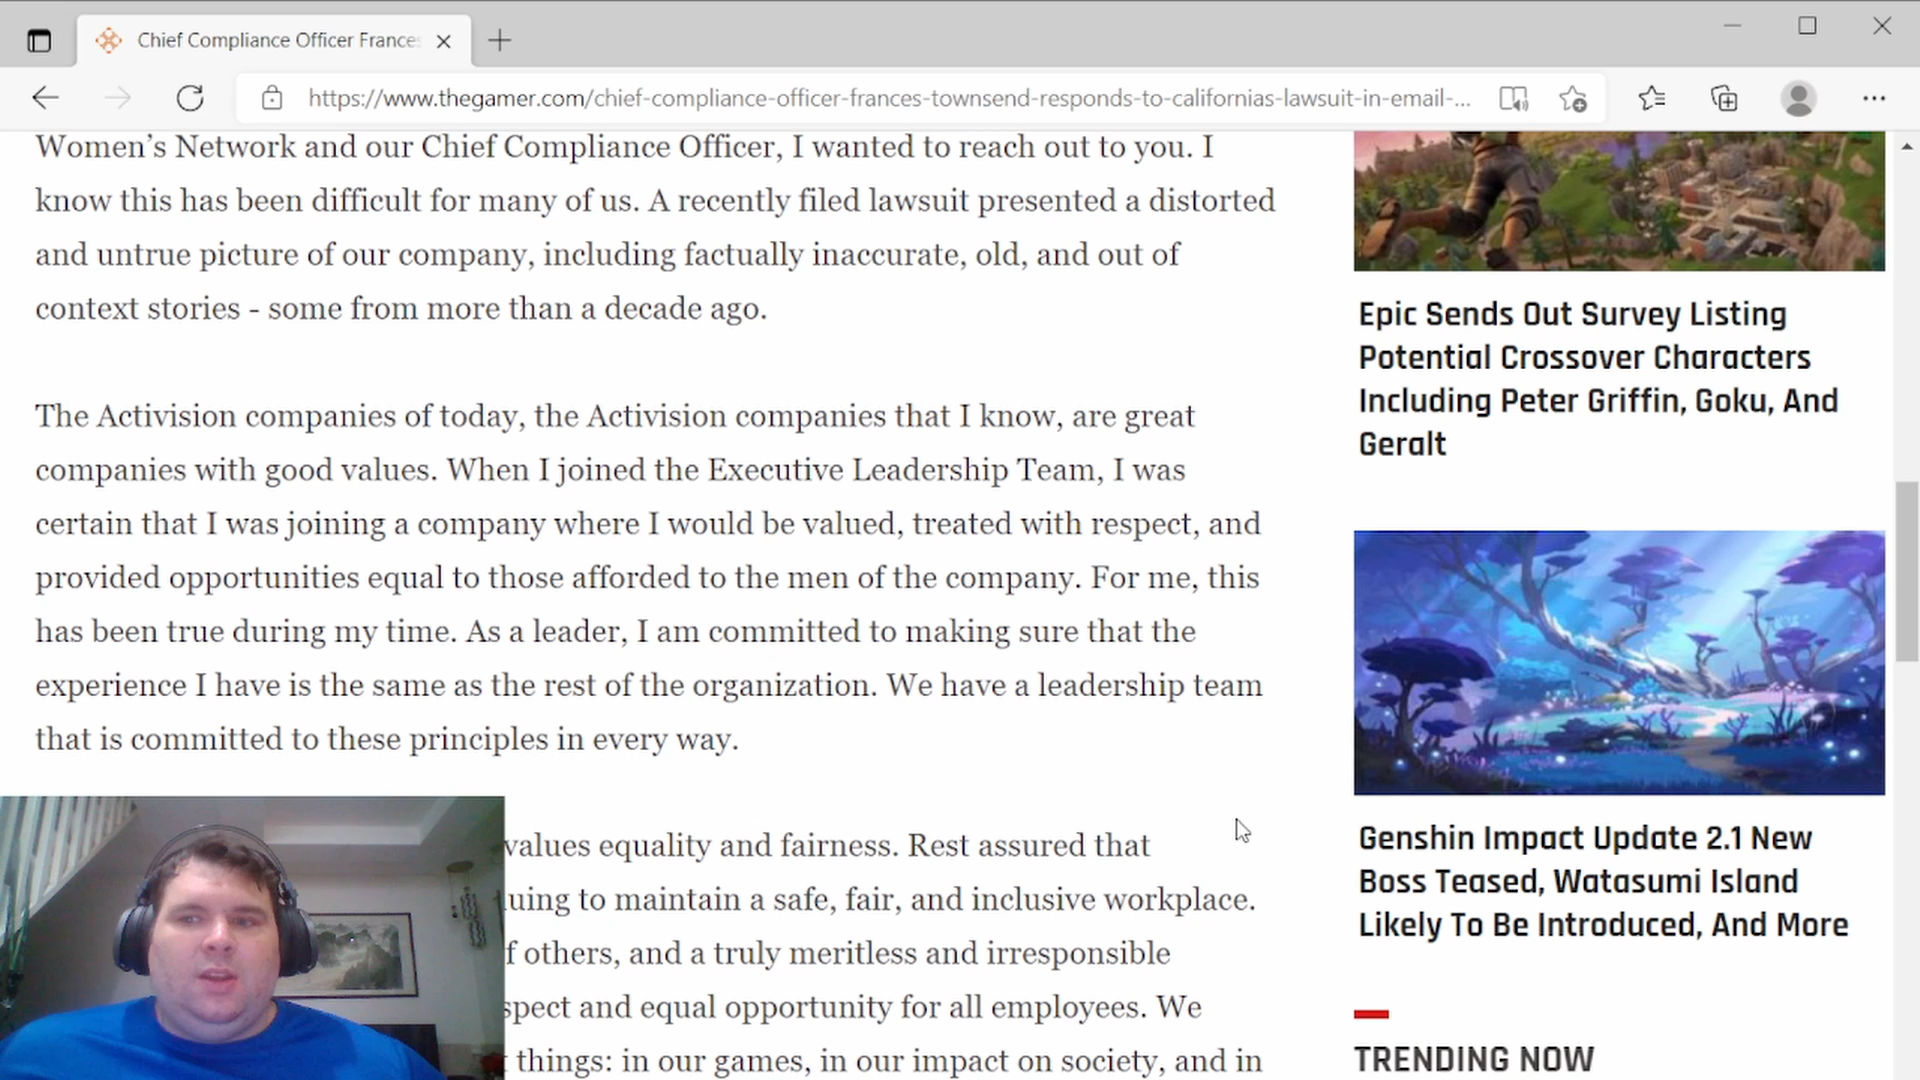 Chief Compliance Officer Frances
https://www.thegamer.com/chief-compliance-officer-frances-townsend-responds-to-californias-lawsuit-in-email-...
Women's Network and our Chief Compliance Officer, I wanted to reach out to you. I
know this has been difficult for many of us. A recently filed lawsuit presented a distorted
and untrue picture of our company, including factually inaccurate, old, and out of
context stories - some from more than a decade ago.
The Activision companies of today, the Activision companies that I know, are great
companies with good values. When I joined the Executive Leadership Team, I was
certain that I was joining a company where I would be valued, treated with respect, and
provided opportunities equal to those afforded to the men of the company. For me, this
has been true during my time. As a leader, I am committed to making sure that the
experience I have is the same as the rest of the organization. We have a leadership team
that is committed to these principles in every way.
values equality and fairness. Rest assured that
uing to maintain a safe, fair, and inclusive workplace.
f others, and a truly meritless and irresponsible
spect and equal opportunity for all employees. We
things: in our games, in our impact on society, and in
Epic Sends Out Survey Listing
Potential Crossover Characters
Including Peter Griffin, Goku, And
Geralt
Genshin Impact Update 2.1 New
Boss Teased, Watasumi Island
Likely To Be Introduced, And More
TRENDING NOW